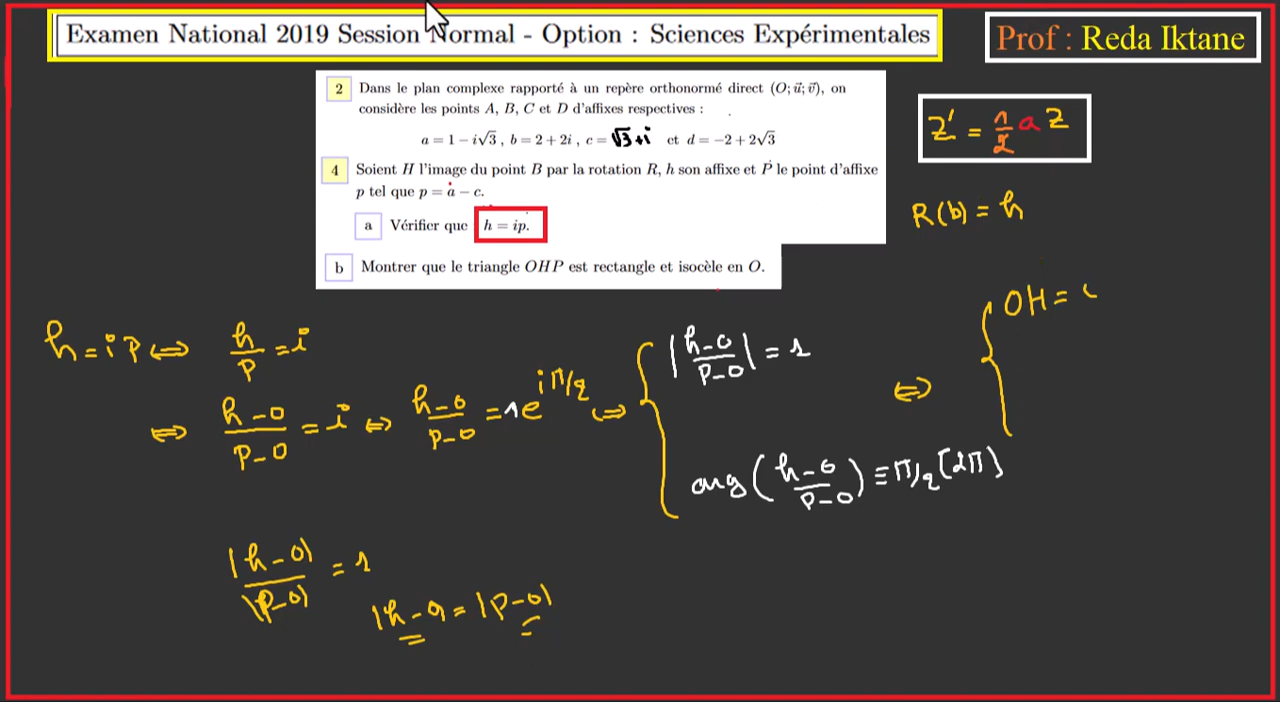 Examen National 2019 Session Normal - Option : Sciences Expérimentales
Prof : Reda Iktane
2 Dans le plan complexe rapporté à un repère orthonormé direct (O; u⃗; v⃗), on
considère les points A, B, C et D d'affixes respectives :
a = 1 − i√3 , b = 2 + 2i , c = √3+i et d = −2 + 2√3
4 Soient H l'image du point B par la rotation R, h son affixe et P le point d'affixe
p tel que p = a − c.
a Vérifier que h = ip.
b Montrer que le triangle OHP est rectangle et isocèle en O.
Z' = 1/2 a Z
R(b) = h
h = i P ⇔ h/P = i
⇔ (h-0)/(P-0) = i ⇔ (h-0)/(P-0) = 1e^(iπ/2) ⇔
{ |(h-0)/(P-0)| = 1
arg((h-0)/(P-0)) ≡ π/2 [2π]
⇔ { OH =
|h-0|/|P-0| = 1
|h-0| = |P-0|